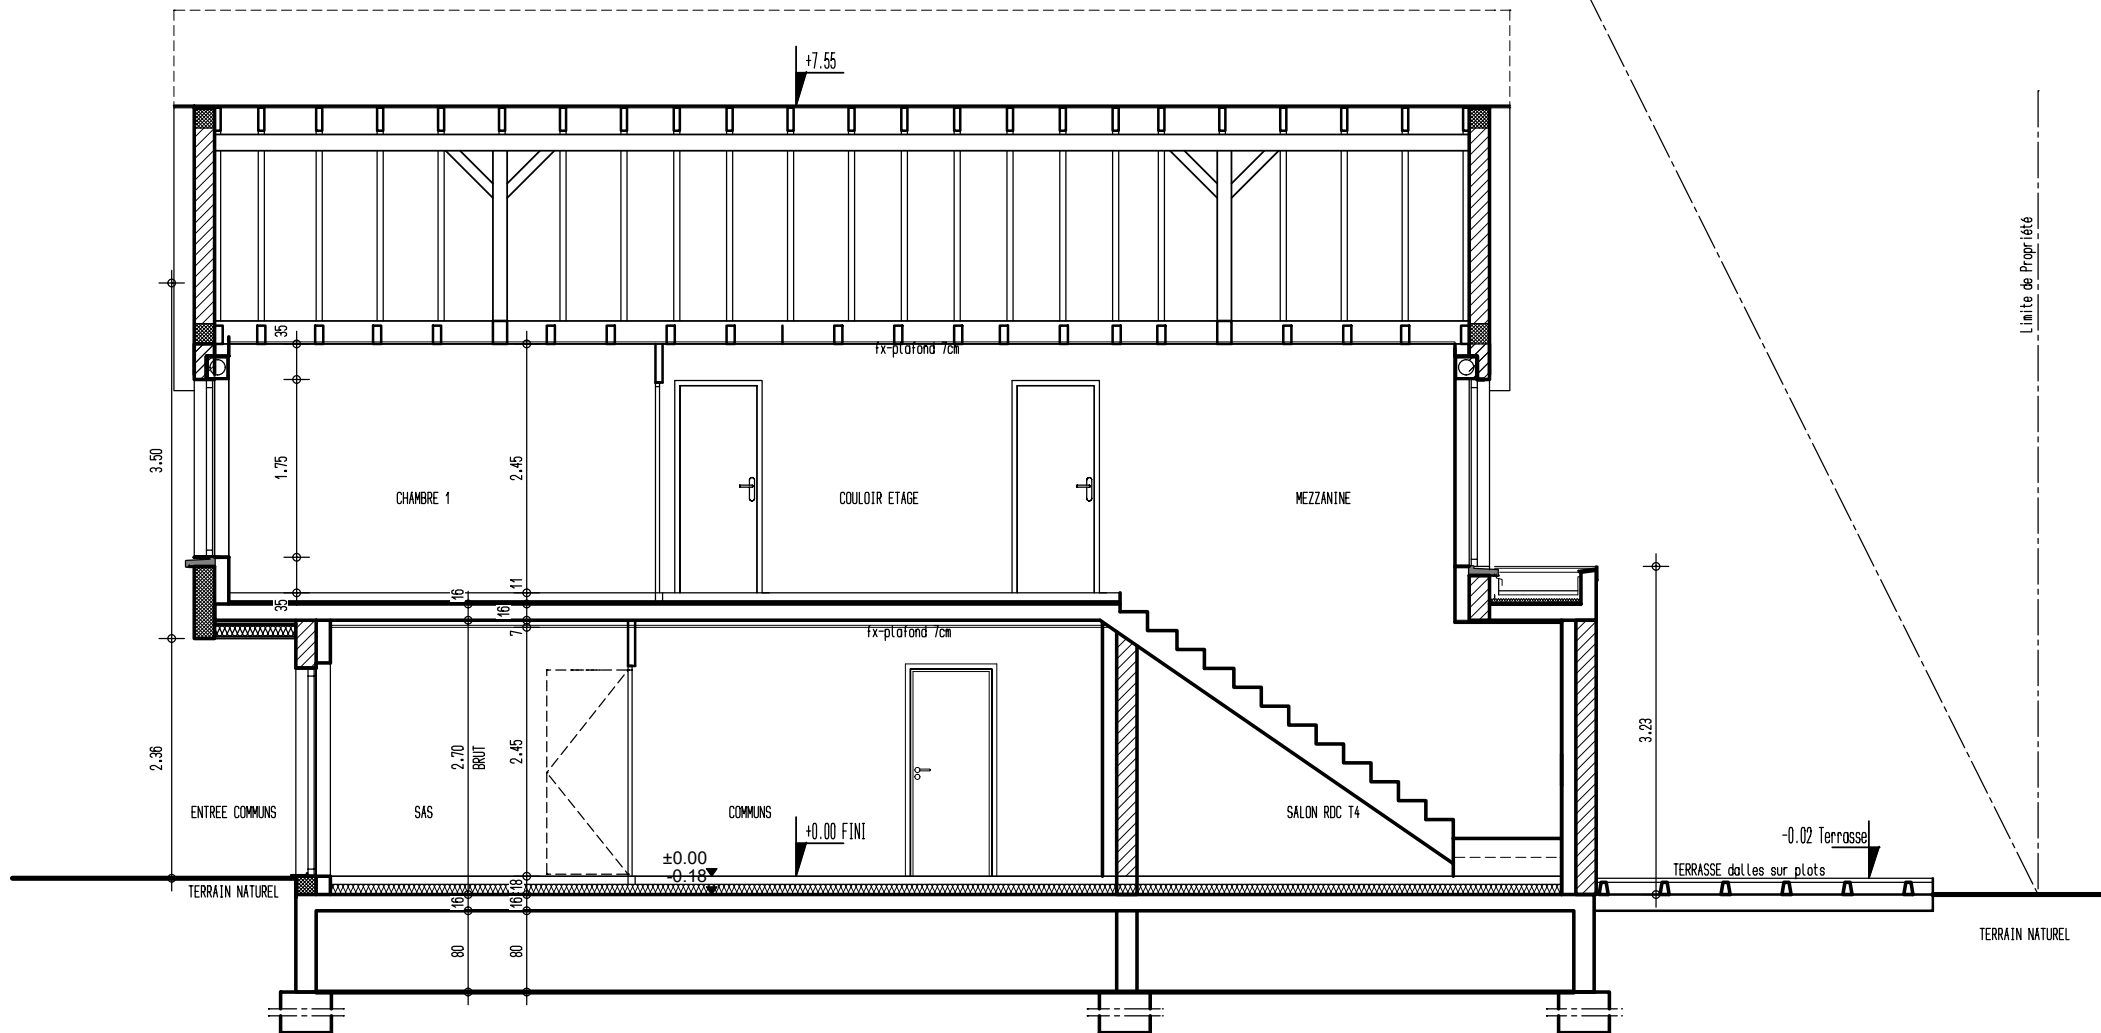 +7.55
Limite de Propriété
35
fx-plafond 7cm
3.50
1.75
2.45
CHAMBRE 1
COULOIR ETAGE
MEZZANINE
35
16
11
16
7
fx-plafond 7cm
2.36
2.70
BRUT
2.45
3.23
ENTREE COMMUNS
SAS
COMMUNS
SALON RDC T4
+0.00 FINI
-0.02 Terrasse
±0.00
-0.18
TERRASSE dalles sur plots
TERRAIN NATUREL
18
16
16
80
80
TERRAIN NATUREL